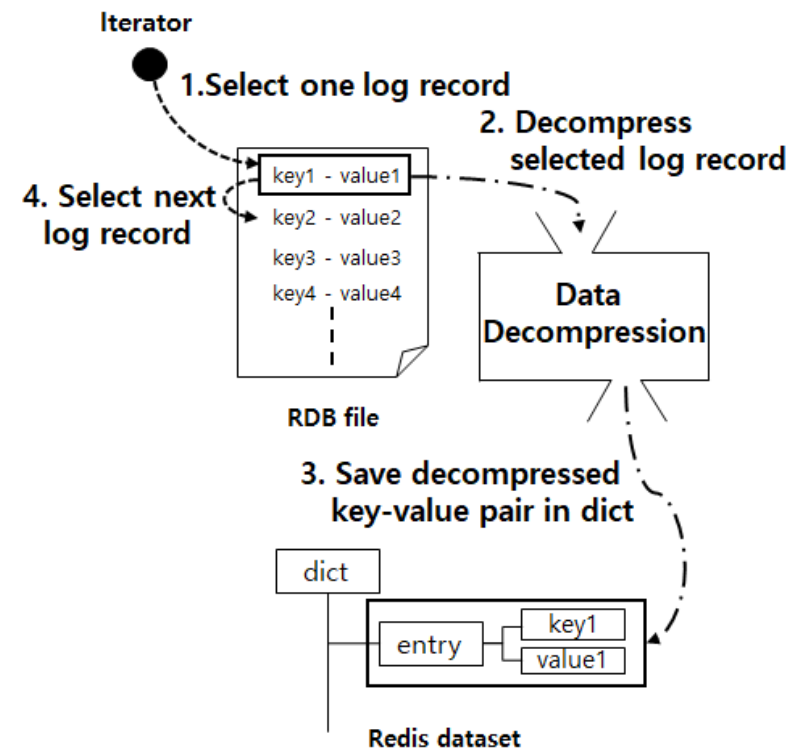 Iterator
1.Select one log record
2. Decompress
selected log record
key1 - value1
4. Select next
log record
key2 - value2
key3 - value3
key4 - value4
Data
Decompression
RDB file
3. Save decompressed
key-value pair in dict
dict
entry
key1
value1
Redis dataset